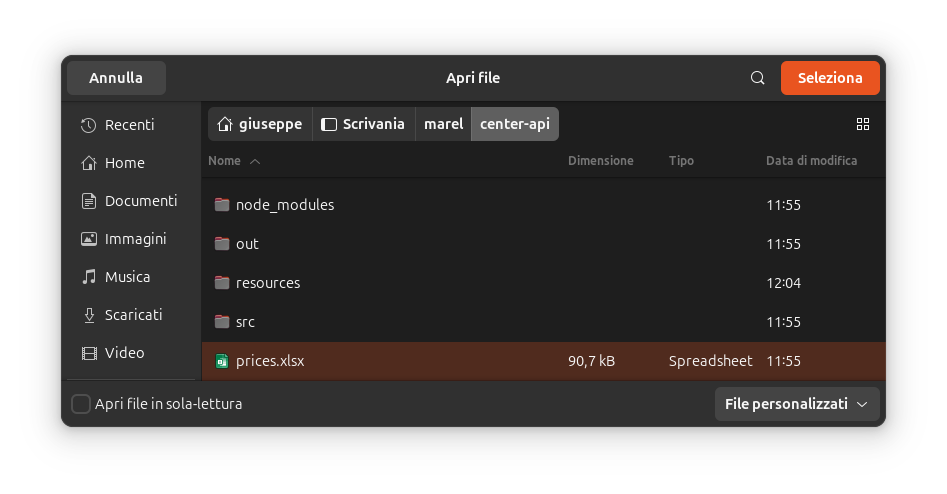 Annulla Apri file Seleziona
Recenti
Home
Documenti
Immagini
Musica
Scaricati
Video
giuseppe Scrivania marel center-api
Nome Dimensione Tipo Data di modifica
node_modules 11:55
out 11:55
resources 12:04
src 11:55
prices.xlsx 90,7 kB Spreadsheet 11:55
Apri file in sola-lettura File personalizzati